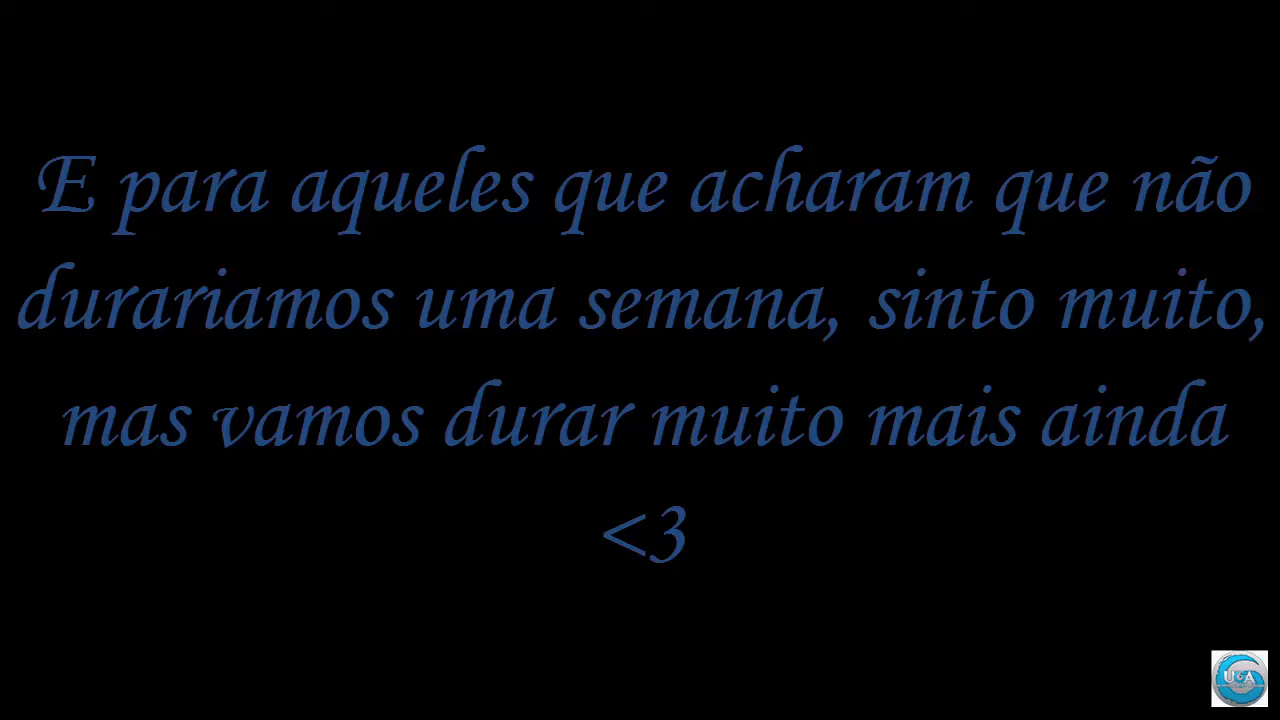 E para aqueles que acharam que não
durariamos uma semana, sinto muito,
mas vamos durar muito mais ainda
<3
U&A